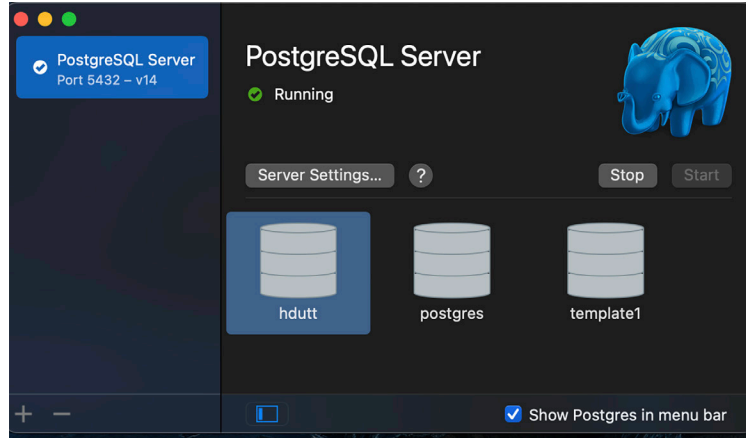 PostgreSQL Server
Port 5432 – v14
PostgreSQL Server
Running
Server Settings...
?
Stop
Start
hdutt
postgres
template1
Show Postgres in menu bar